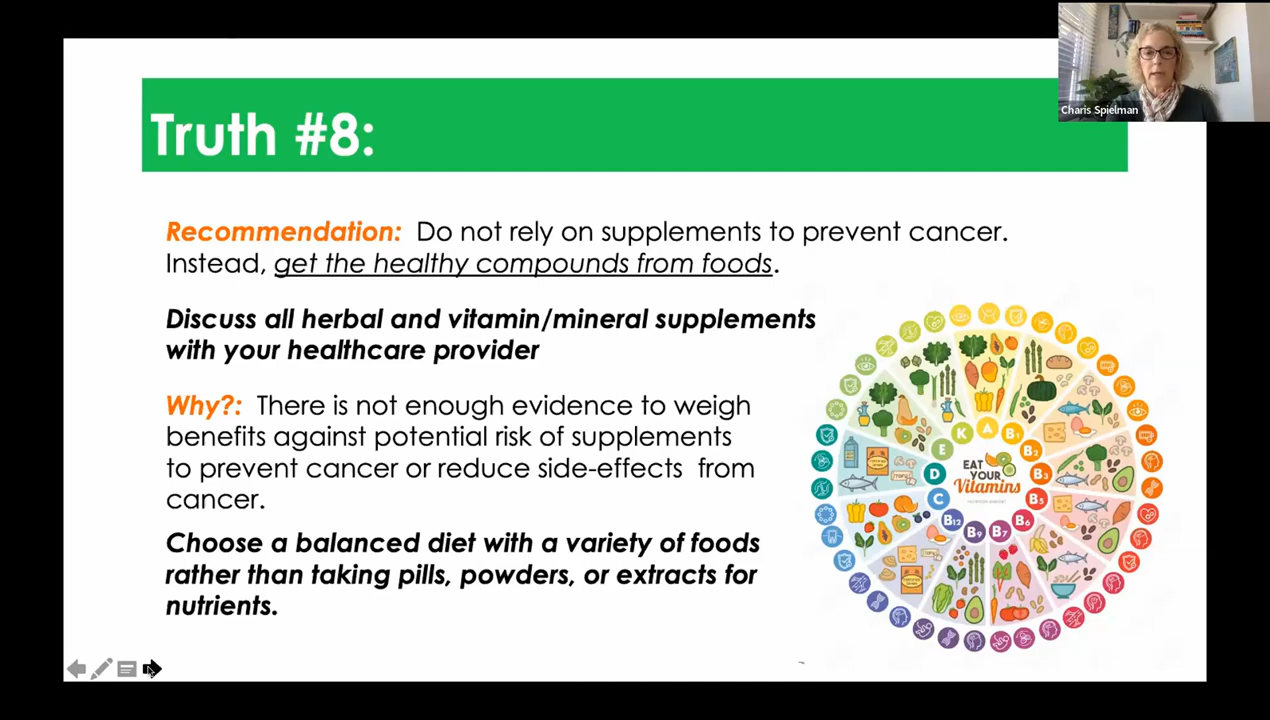 Charis Spielman
Truth #8:
Recommendation: Do not rely on supplements to prevent cancer.
Instead, get the healthy compounds from foods.
Discuss all herbal and vitamin/mineral supplements
with your healthcare provider
Why?: There is not enough evidence to weigh
benefits against potential risk of supplements
to prevent cancer or reduce side-effects from
cancer.
Choose a balanced diet with a variety of foods
rather than taking pills, powders, or extracts for
nutrients.
K A B1
E B2
D B3
C B5
B12 B9 B7 B6
EAT
YOUR
Vitamins